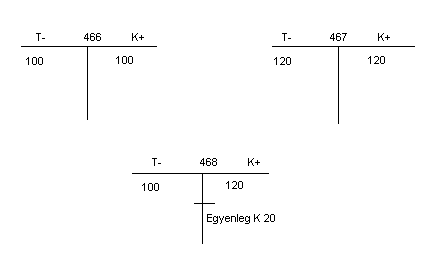 T- 466 K+
100 100
T- 467 K+
120 120
T- 468 K+
100 120
Egyenleg K 20